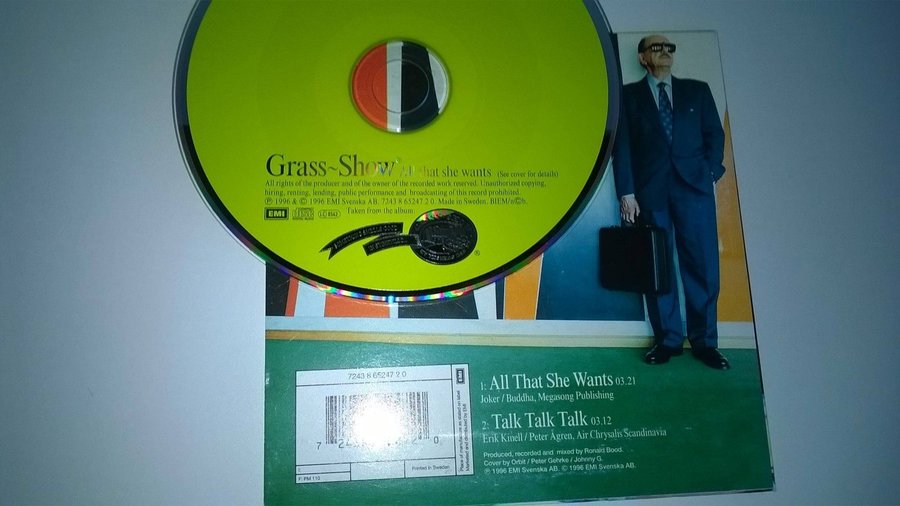 Grass~Show
All that she wants (See cover for details)
All rights of the producer and of the owner of the recorded work reserved. Unauthorized copying,
hiring, renting, lending, public performance and broadcasting of this record prohibited.
℗ 1996 & © 1996 EMI Svenska AB. 7243 8 65247 2 0. Made in Sweden. BIEM/n©b.
EMI
Taken from the album:
7243 8 65247 2 0
EMI
Printed in Sweden
F: PM 110
1: All That She Wants 03.21
Joker / Buddha, Megasong Publishing
2: Talk Talk Talk 03.12
Erik Kinell / Peter Ågren, Air Chrysalis Scandinavia
Produced, recorded and mixed by Ronald Bood.
Cover by Orbit / Peter Gehrke / Johnny G.
℗ 1996 EMI Svenska AB. © 1996 EMI Svenska AB.